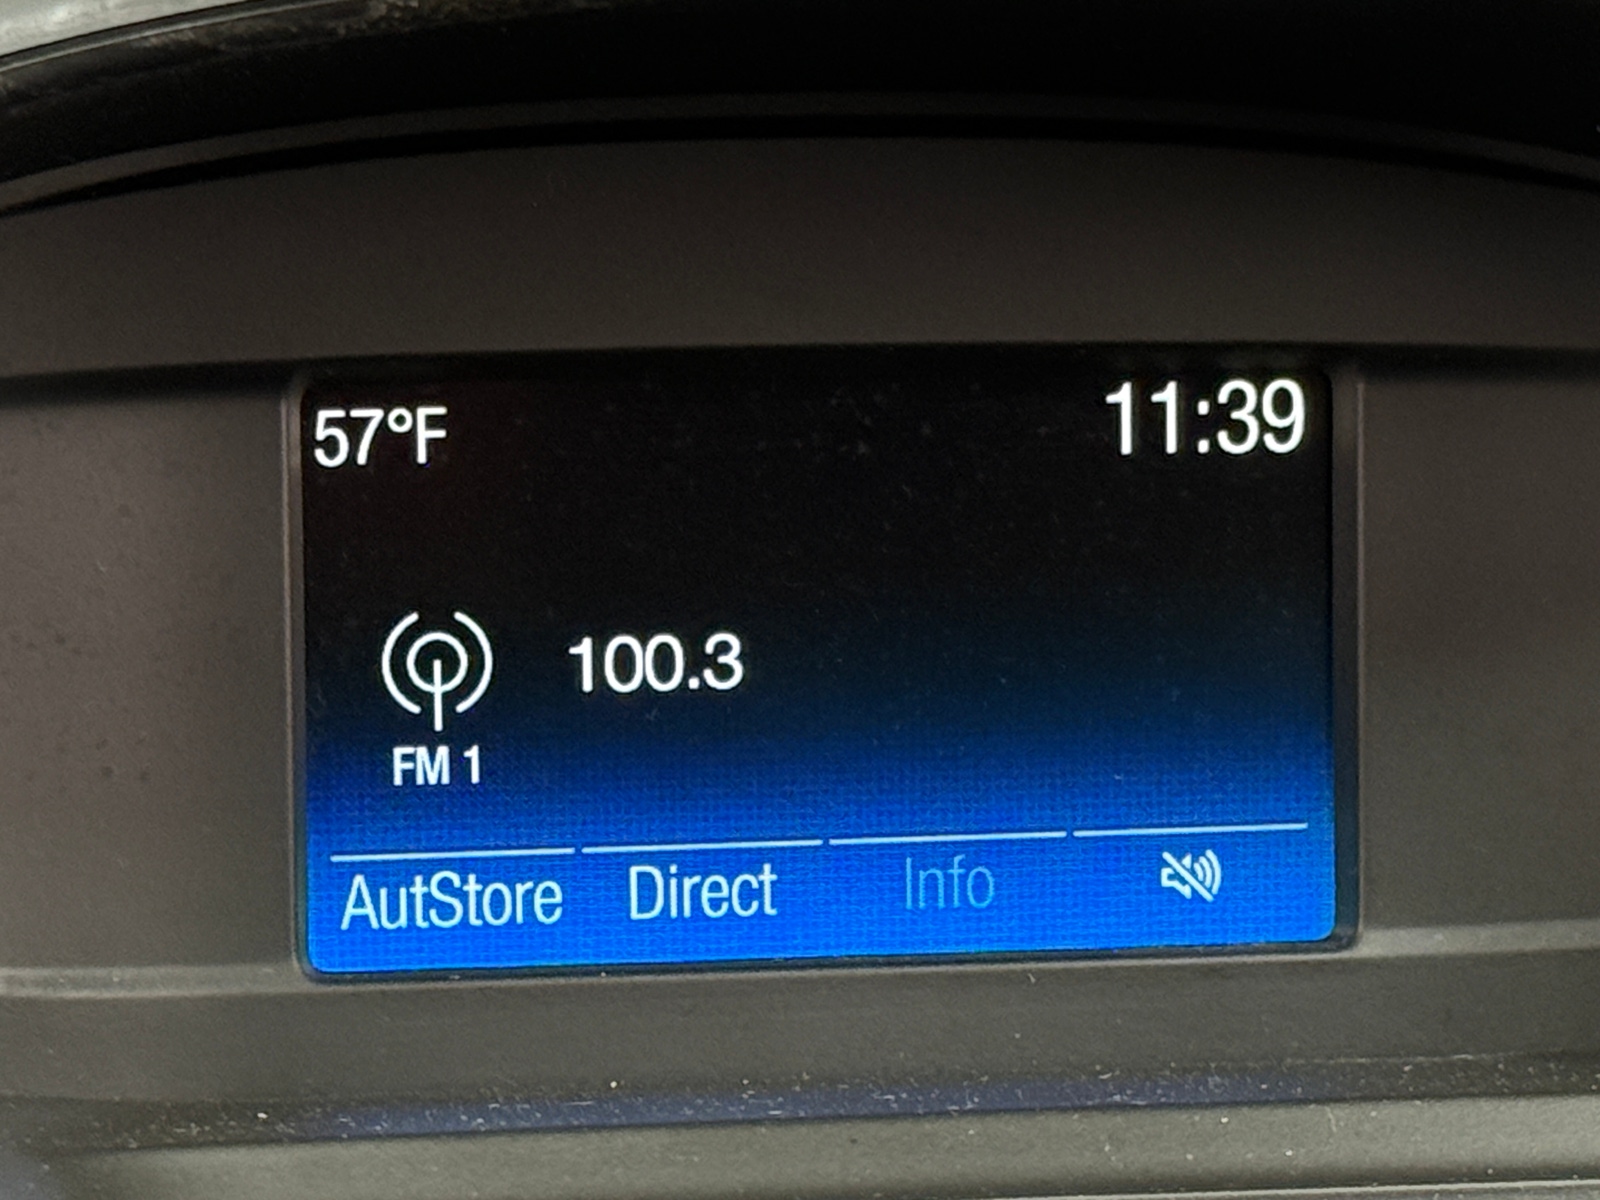 57°F
11:39
100.3
FM 1
AutStore
Direct
Info